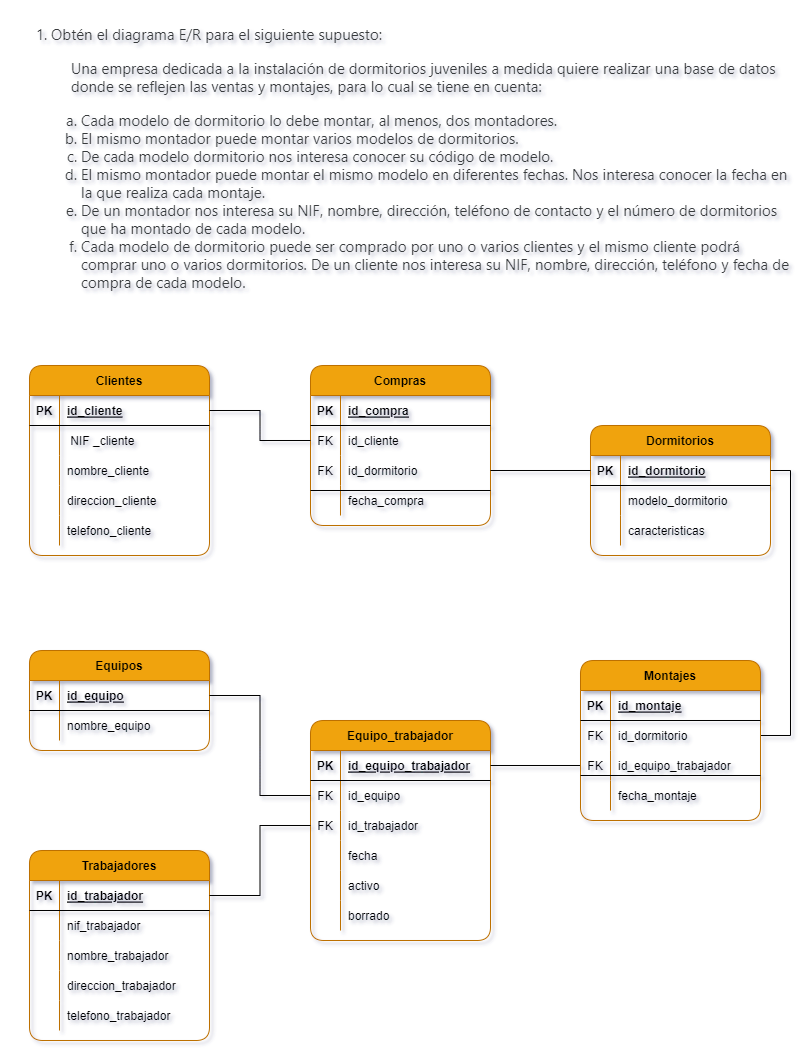 1. Obtén el diagrama E/R para el siguiente supuesto:
Una empresa dedicada a la instalación de dormitorios juveniles a medida quiere realizar una base de datos
donde se reflejen las ventas y montajes, para lo cual se tiene en cuenta:
a. Cada modelo de dormitorio lo debe montar, al menos, dos montadores.
b. El mismo montador puede montar varios modelos de dormitorios.
c. De cada modelo dormitorio nos interesa conocer su código de modelo.
d. El mismo montador puede montar el mismo modelo en diferentes fechas. Nos interesa conocer la fecha en
la que realiza cada montaje.
e. De un montador nos interesa su NIF, nombre, dirección, teléfono de contacto y el número de dormitorios
que ha montado de cada modelo.
f. Cada modelo de dormitorio puede ser comprado por uno o varios clientes y el mismo cliente podrá
comprar uno o varios dormitorios. De un cliente nos interesa su NIF, nombre, dirección, teléfono y fecha de
compra de cada modelo.
Clientes
PK id_cliente
NIF _cliente
nombre_cliente
direccion_cliente
telefono_cliente
Compras
PK id_compra
FK id_cliente
FK id_dormitorio
fecha_compra
Dormitorios
PK id_dormitorio
modelo_dormitorio
caracteristicas
Equipos
PK id_equipo
nombre_equipo
Equipo_trabajador
PK id_equipo_trabajador
FK id_equipo
FK id_trabajador
fecha
activo
borrado
Montajes
PK id_montaje
FK id_dormitorio
FK id_equipo_trabajador
fecha_montaje
Trabajadores
PK id_trabajador
nif_trabajador
nombre_trabajador
direccion_trabajador
telefono_trabajador